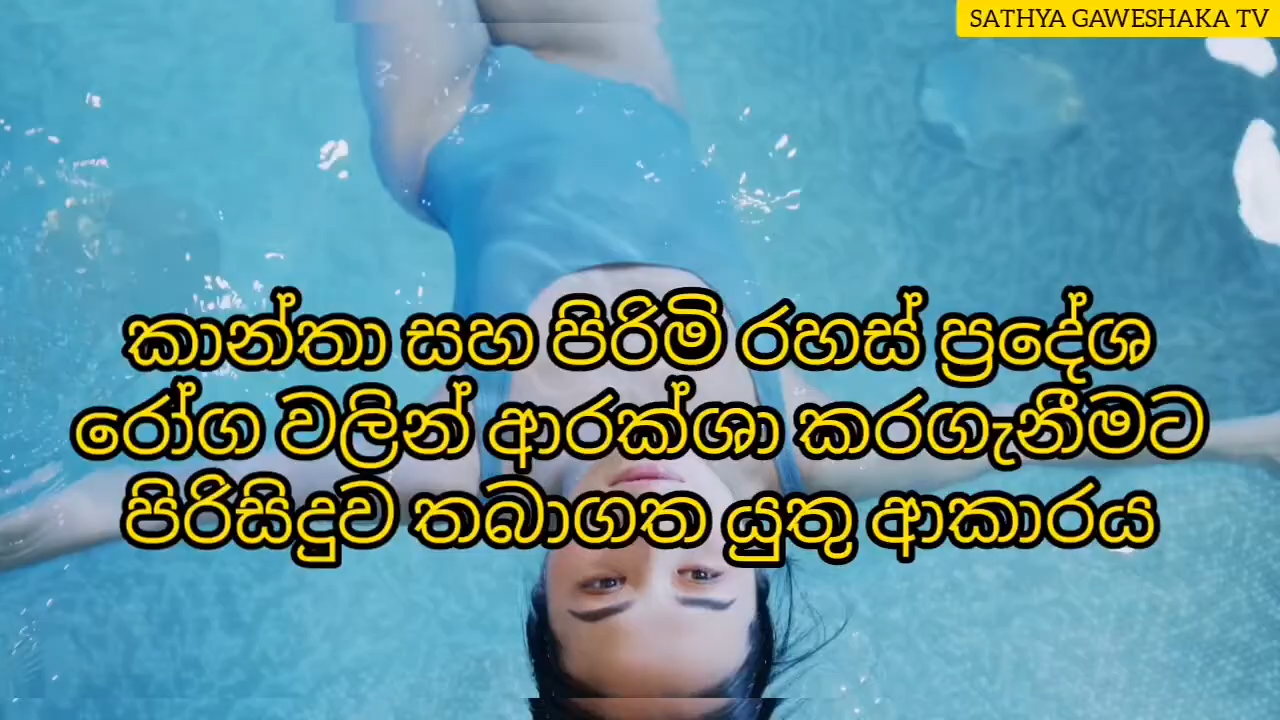 SATHYA GAWESHAKA TV
කාන්තා සහ පිරිමි රහස් ප්‍රදේශ
රෝග වලින් ආරක්ශා කරගැනීමට
පිරිසිදුව තබාගත යුතු ආකාරය